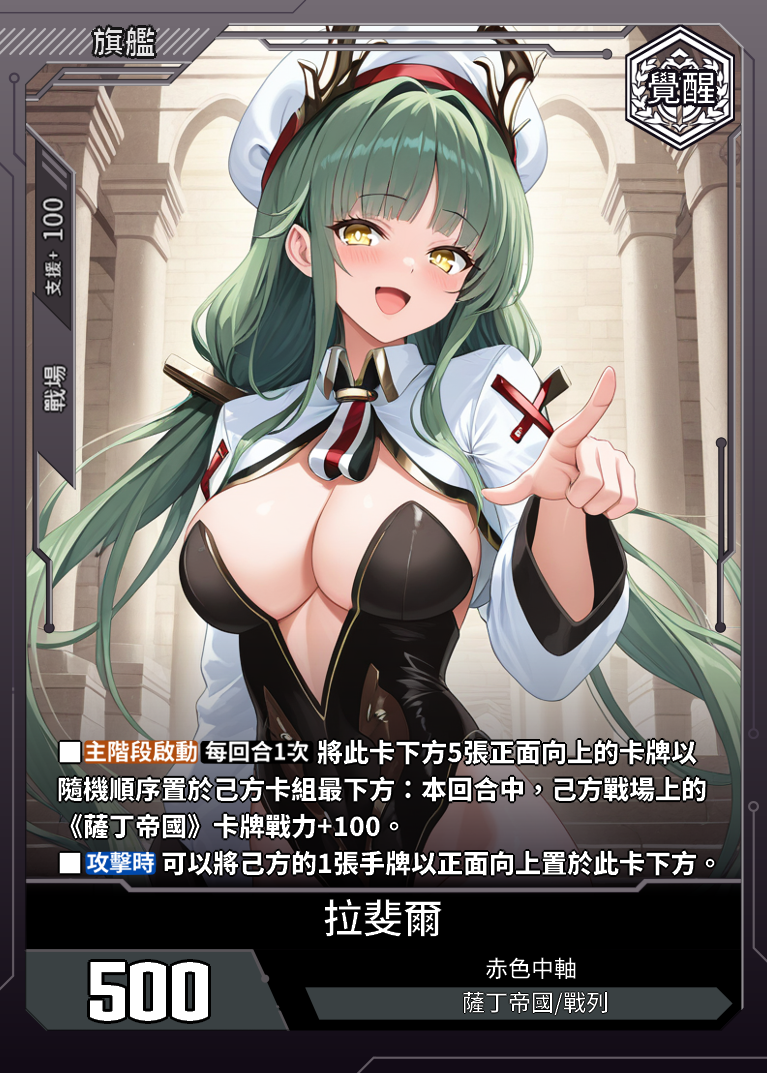 旗艦
覺醒
支援+ 100
戰場
■ 主階段啟動 每回合1次 將此卡下方5張正面向上的卡牌以
隨機順序置於己方卡組最下方：本回合中，己方戰場上的
《薩丁帝國》卡牌戰力+100。
■ 攻擊時 可以將己方的1張手牌以正面向上置於此卡下方。
拉斐爾
500
赤色中軸
薩丁帝國/戰列